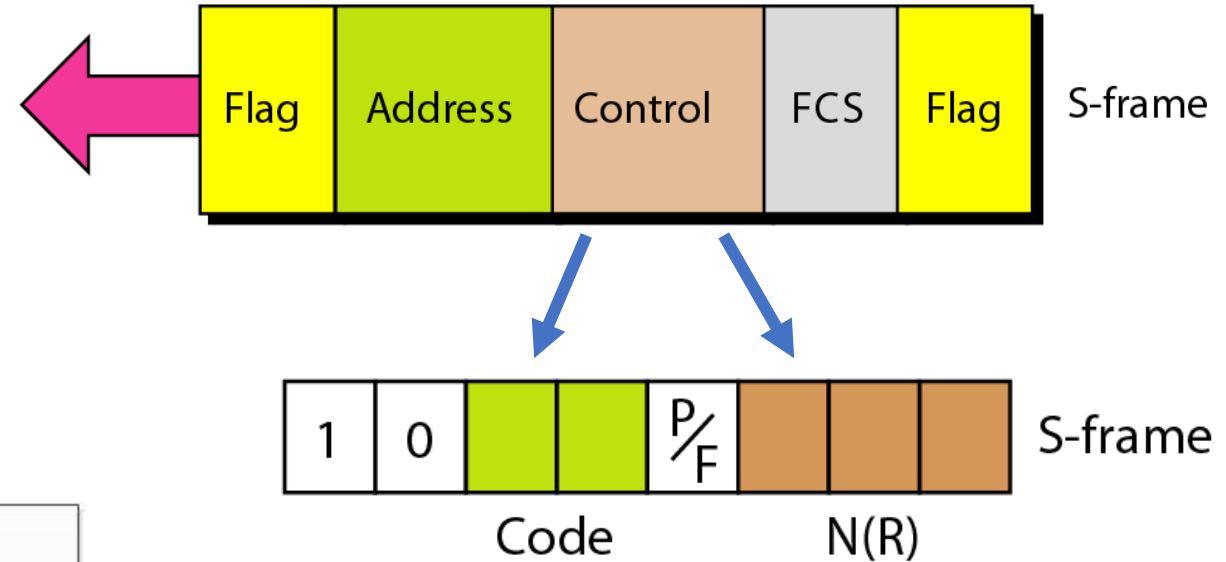 Flag Address Control FCS Flag S-frame
1 0 P/F S-frame
Code N(R)